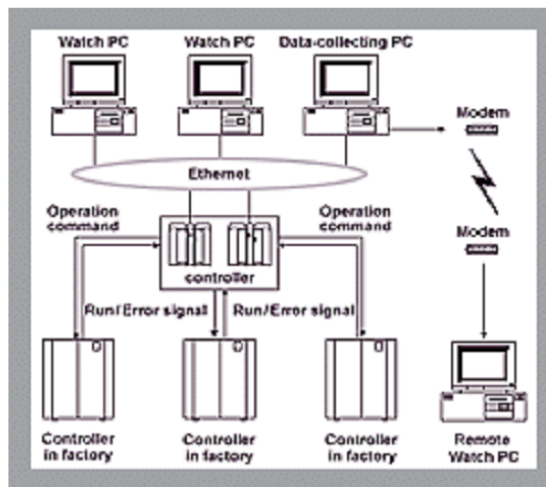 Watch PC
Watch PC
Data-collecting PC
Modem
Ethernet
Operation
command
Operation
command
Modem
controller
Run/Error signal
Run/Error signal
Controller
in factory
Controller
in factory
Controller
in factory
Remote
Watch PC